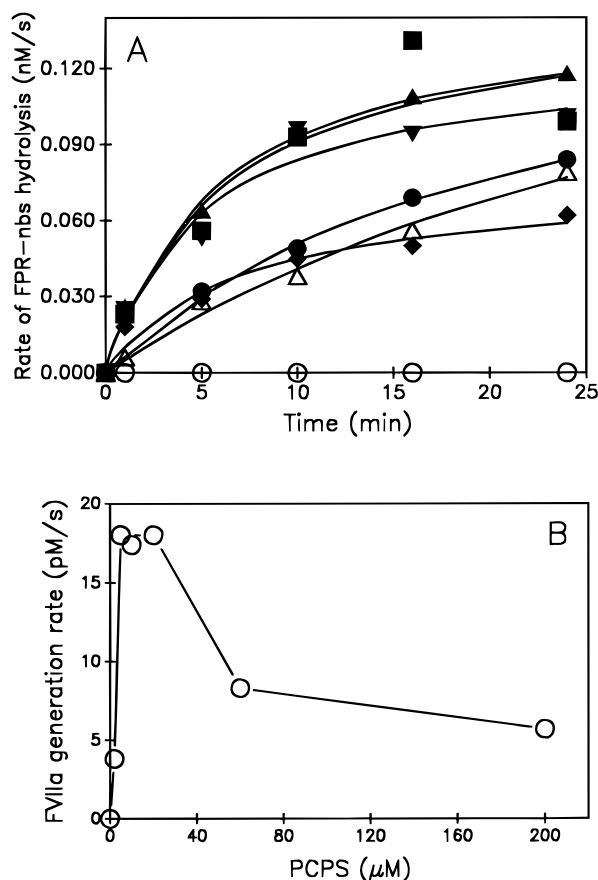 A
Rate of FPR-nbs hydrolysis (nM/s)
0.120
0.090
0.060
0.030
0.000
0 5 10 15 20 25
Time (min)
B
FVIIa generation rate (pM/s)
20
15
10
5
0
0 40 80 120 160 200
PCPS (μM)